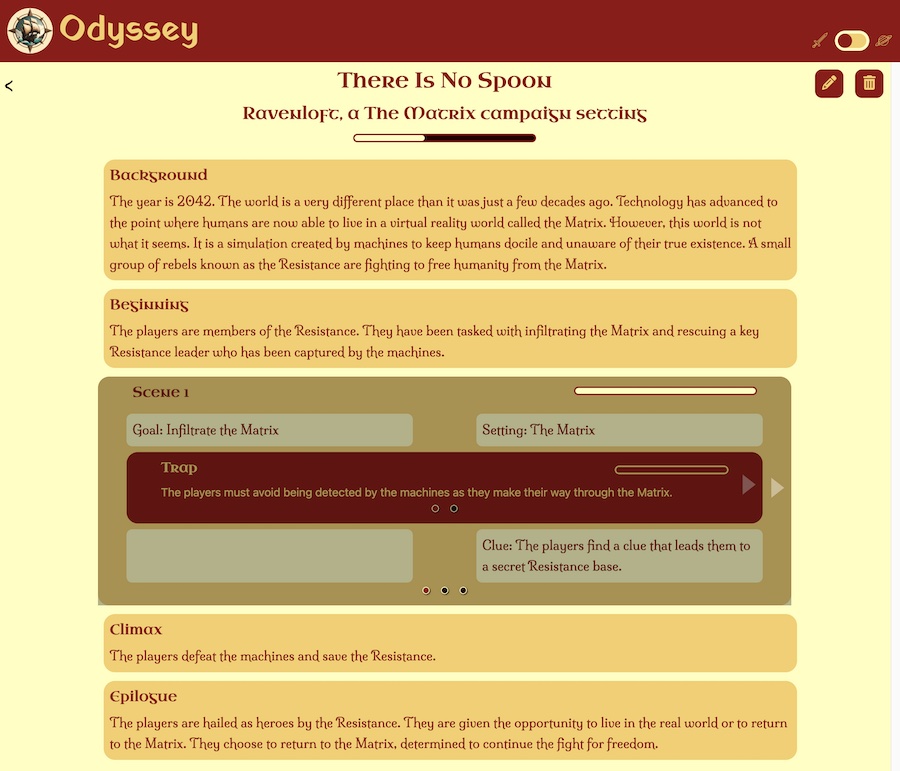 Odyssey
<
There Is No Spoon
Ravenloft, a The Matrix campaign setting
Background
The year is 2042. The world is a very different place than it was just a few decades ago. Technology has advanced to
the point where humans are now able to live in a virtual reality world called the Matrix. However, this world is not
what it seems. It is a simulation created by machines to keep humans docile and unaware of their true existence. A small
group of rebels known as the Resistance are fighting to free humanity from the Matrix.
Beginning
The players are members of the Resistance. They have been tasked with infiltrating the Matrix and rescuing a key
Resistance leader who has been captured by the machines.
Scene 1
Goal: Infiltrate the Matrix
Setting: The Matrix
Trap
The players must avoid being detected by the machines as they make their way through the Matrix.
Clue: The players find a clue that leads them to
a secret Resistance base.
Climax
The players defeat the machines and save the Resistance.
Epilogue
The players are hailed as heroes by the Resistance. They are given the opportunity to live in the real world or to return
to the Matrix. They choose to return to the Matrix, determined to continue the fight for freedom.